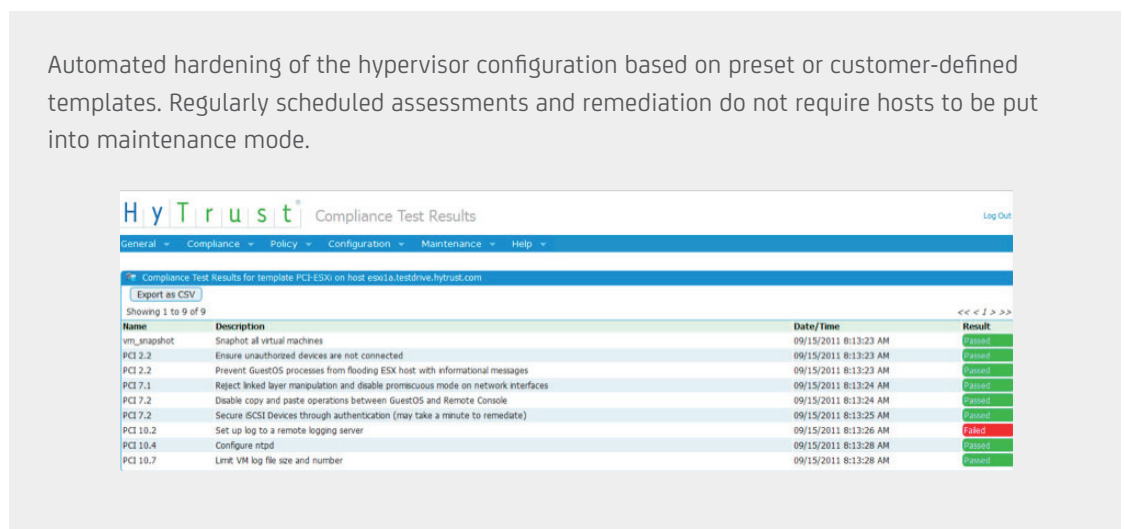 Automated hardening of the hypervisor configuration based on preset or customer-defined
templates. Regularly scheduled assessments and remediation do not require hosts to be put
into maintenance mode.
HyTrust® Compliance Test Results
Log Out
General Compliance Policy Configuration Maintenance Help
Compliance Test Results for template PCI-ESXi on host esxi1a.testdrive.hytrust.com
Export as CSV
Showing 1 to 9 of 9 << < 1 > >>
Name Description Date/Time Result
vm_snapshot Snaphot all virtual machines 09/15/2011 8:13:23 AM Passed
PCI 2.2 Ensure unauthorized devices are not connected 09/15/2011 8:13:23 AM Passed
PCI 2.2 Prevent GuestOS processes from flooding ESX host with informational messages 09/15/2011 8:13:23 AM Passed
PCI 7.1 Reject linked layer manipulation and disable promiscuous mode on network interfaces 09/15/2011 8:13:24 AM Passed
PCI 7.2 Disable copy and paste operations between GuestOS and Remote Console 09/15/2011 8:13:24 AM Passed
PCI 7.2 Secure iSCSI Devices through authentication (may take a minute to remediate) 09/15/2011 8:13:25 AM Passed
PCI 10.2 Set up log to a remote logging server 09/15/2011 8:13:26 AM Failed
PCI 10.4 Configure ntpd 09/15/2011 8:13:28 AM Passed
PCI 10.7 Limit VM log file size and number 09/15/2011 8:13:28 AM Passed